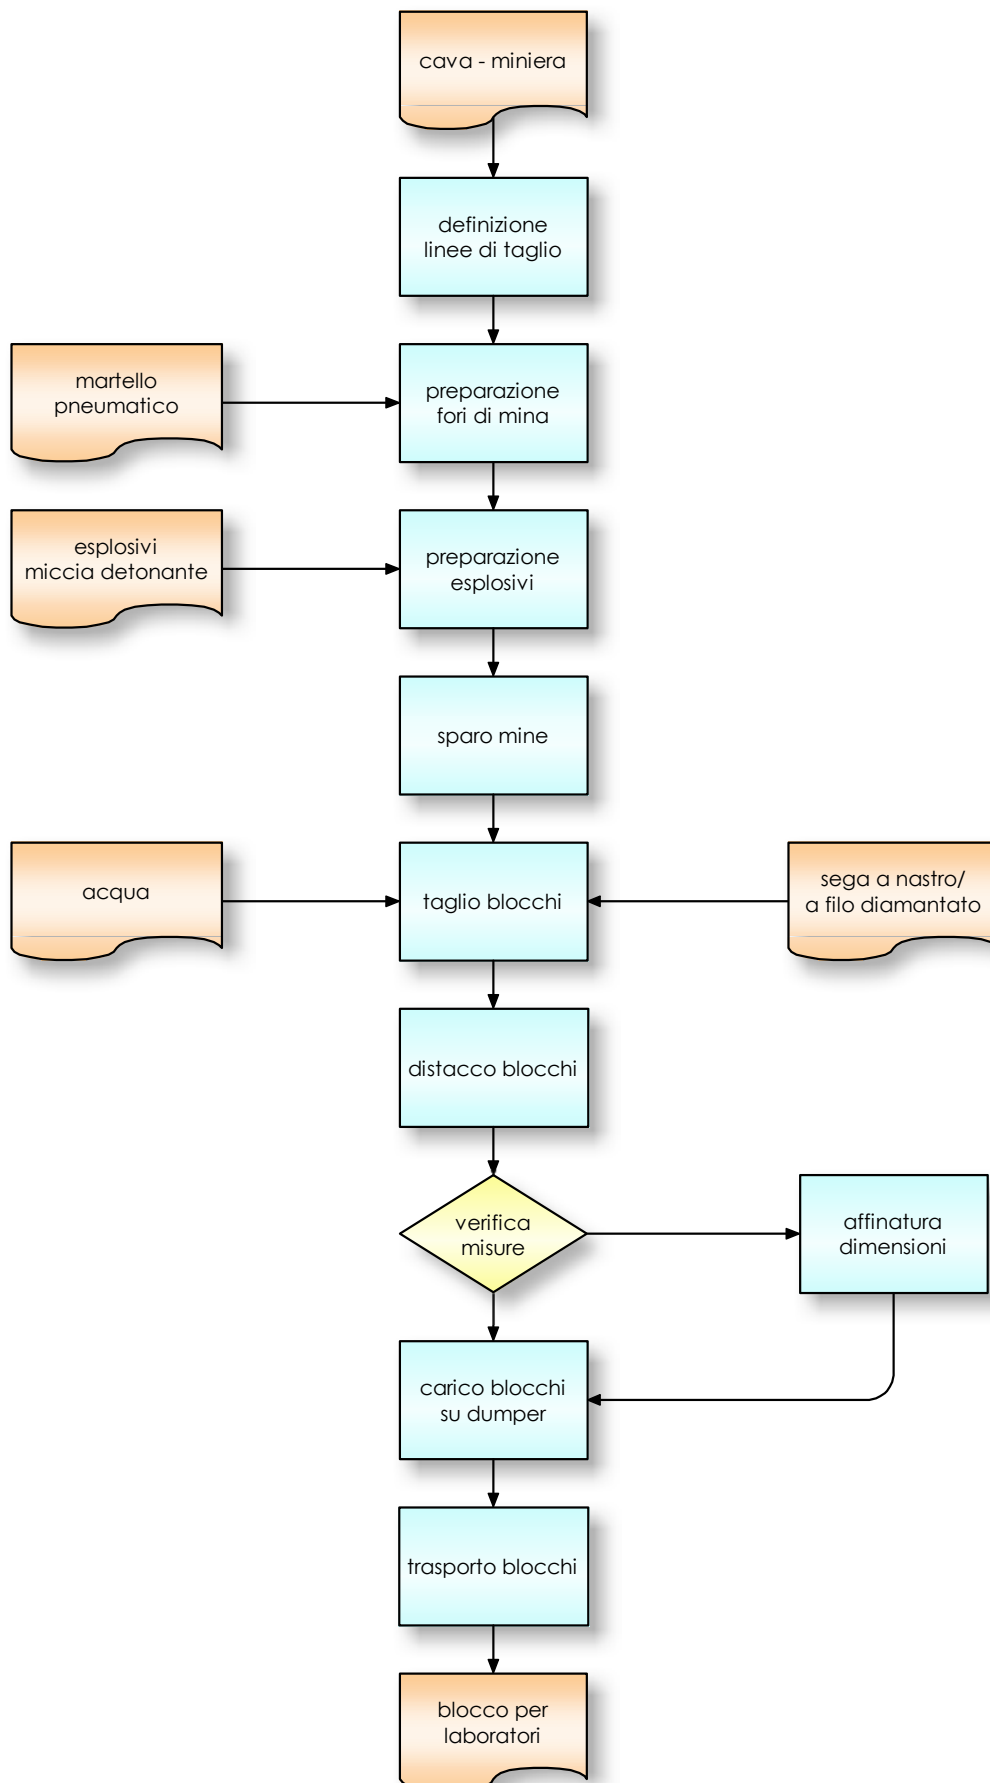 cava - miniera
definizione
linee di taglio
martello
pneumatico
preparazione
fori di mina
esplosivi
miccia detonante
preparazione
esplosivi
sparo mine
acqua
taglio blocchi
sega a nastro/
a filo diamantato
distacco blocchi
verifica
misure
affinatura
dimensioni
carico blocchi
su dumper
trasporto blocchi
blocco per
laboratori